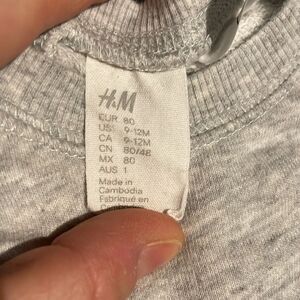 H&M
EUR 80
US 9-12M
CA 9-12M
CN 80/48
MX 80
AUS 1
Made in
Cambodia
Fabriqué en
Cambodge